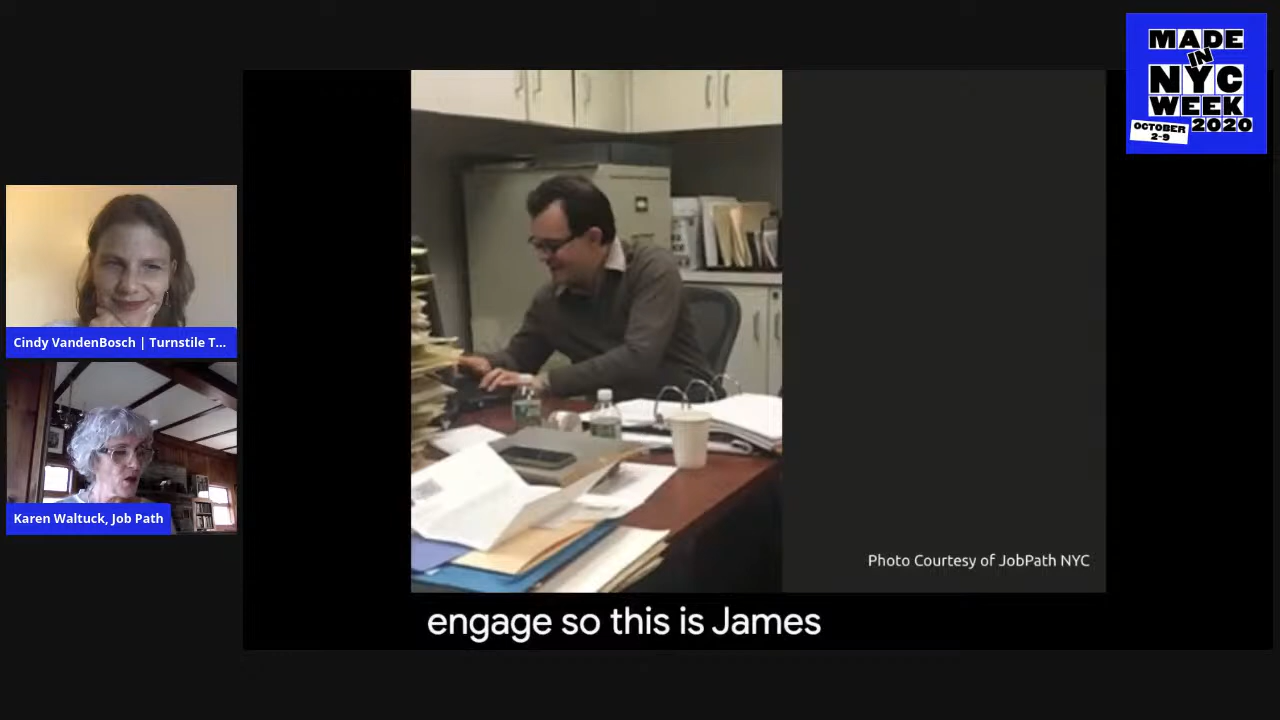 MADE
IN
NYC
WEEK
OCTOBER
2-9
2020
Cindy VandenBosch | Turnstile T...
Karen Waltuck, Job Path
Photo Courtesy of JobPath NYC
engage so this is James